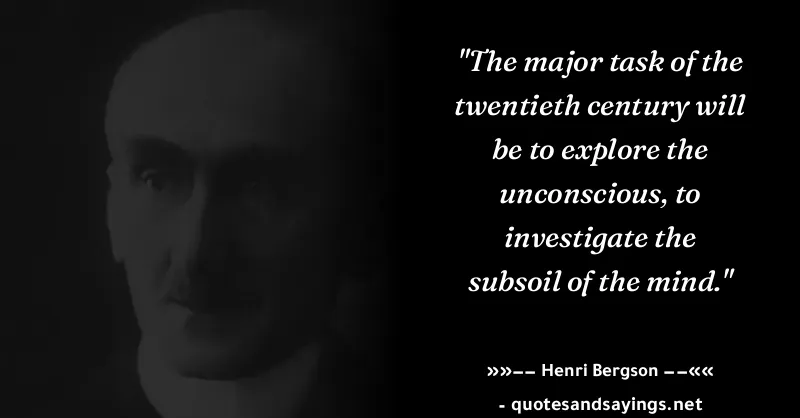 "The major task of the
twentieth century will
be to explore the
unconscious, to
investigate the
subsoil of the mind."
»»–– Henri Bergson ––««
- quotesandsayings.net